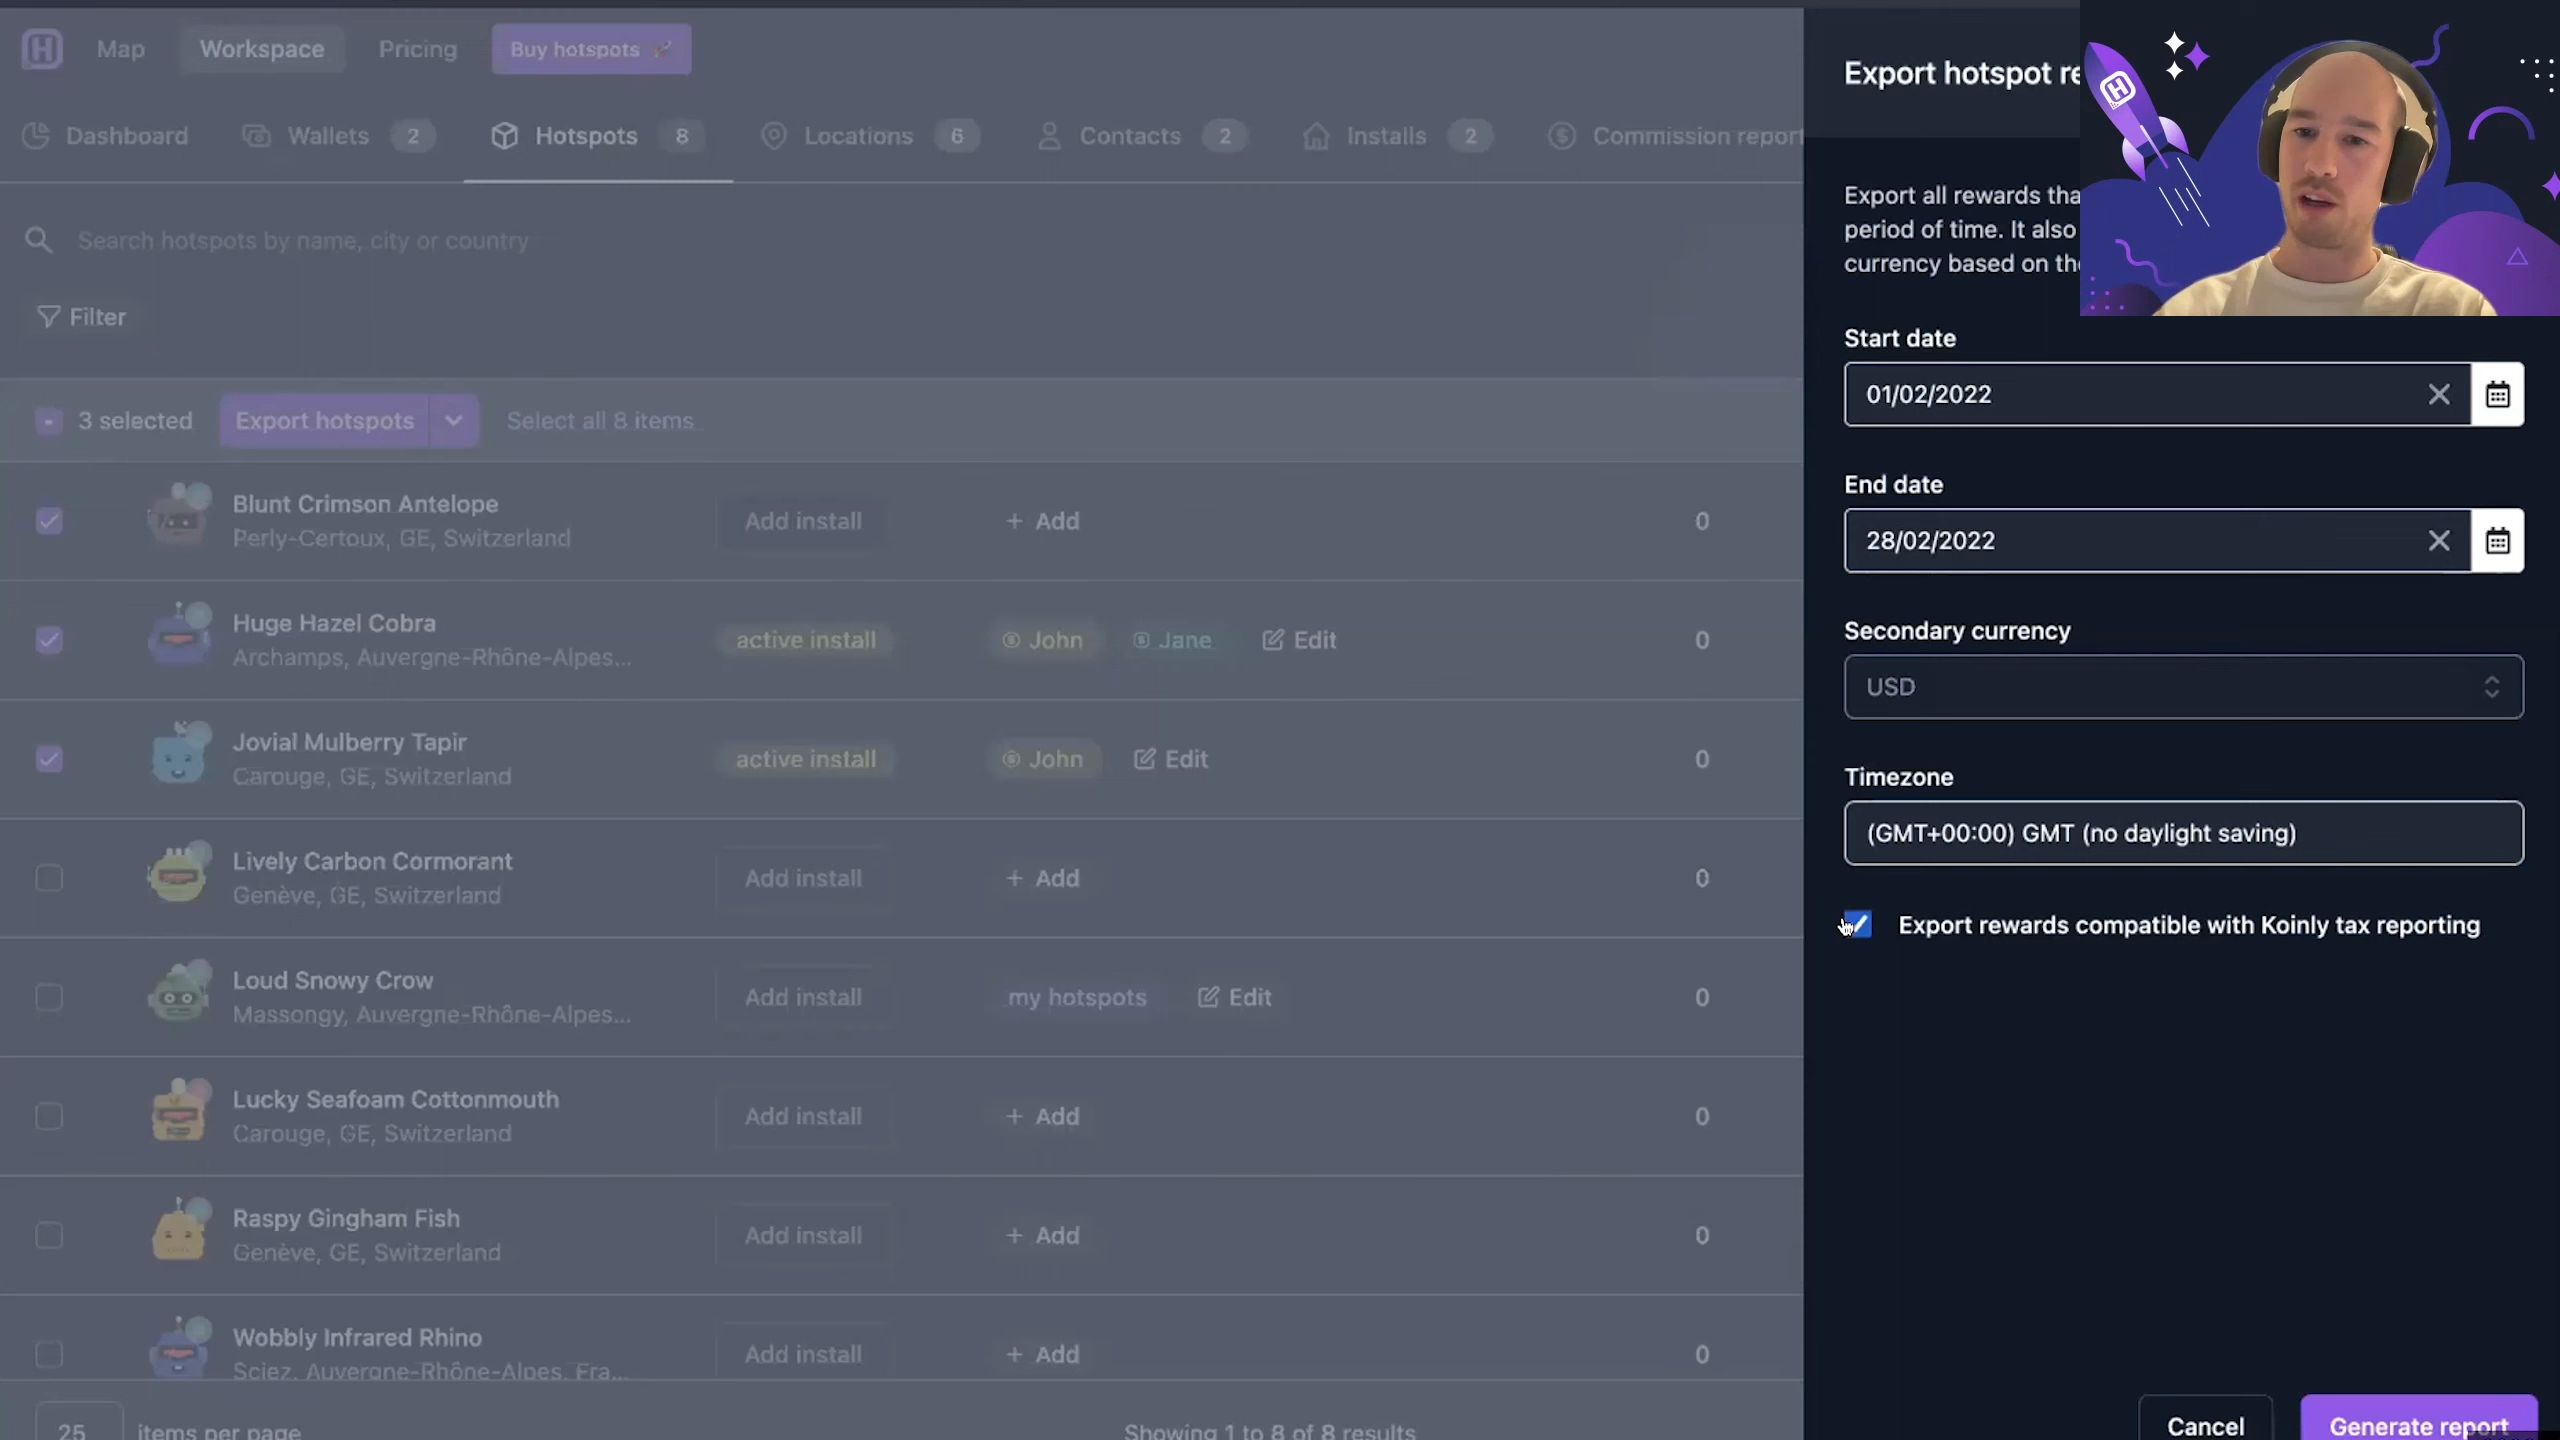 Map
Workspace
Pricing
Buy hotspots
Dashboard
Wallets 2
Hotspots 8
Locations 6
Contacts 2
Installs 2
Commission report
Search hotspots by name, city or country
Filter
3 selected
Export hotspots
Select all 8 items
Blunt Crimson Antelope
Perly-Certoux, GE, Switzerland
Add install
+ Add
0
Huge Hazel Cobra
Archamps, Auvergne-Rhône-Alpes...
active install
John
Jane
Edit
0
Jovial Mulberry Tapir
Carouge, GE, Switzerland
active install
John
Edit
0
Lively Carbon Cormorant
Genève, GE, Switzerland
Add install
+ Add
0
Loud Snowy Crow
Massongy, Auvergne-Rhône-Alpes...
Add install
my hotspots
Edit
0
Lucky Seafoam Cottonmouth
Carouge, GE, Switzerland
Add install
+ Add
0
Raspy Gingham Fish
Genève, GE, Switzerland
Add install
+ Add
0
Wobbly Infrared Rhino
Sciez, Auvergne-Rhône-Alpes, Fra...
Add install
+ Add
0
25 items per page
Showing 1 to 8 of 8 results
Export hotspot re
Export all rewards tha
period of time. It also
currency based on the
Start date
01/02/2022
End date
28/02/2022
Secondary currency
USD
Timezone
(GMT+00:00) GMT (no daylight saving)
Export rewards compatible with Koinly tax reporting
Cancel
Generate report